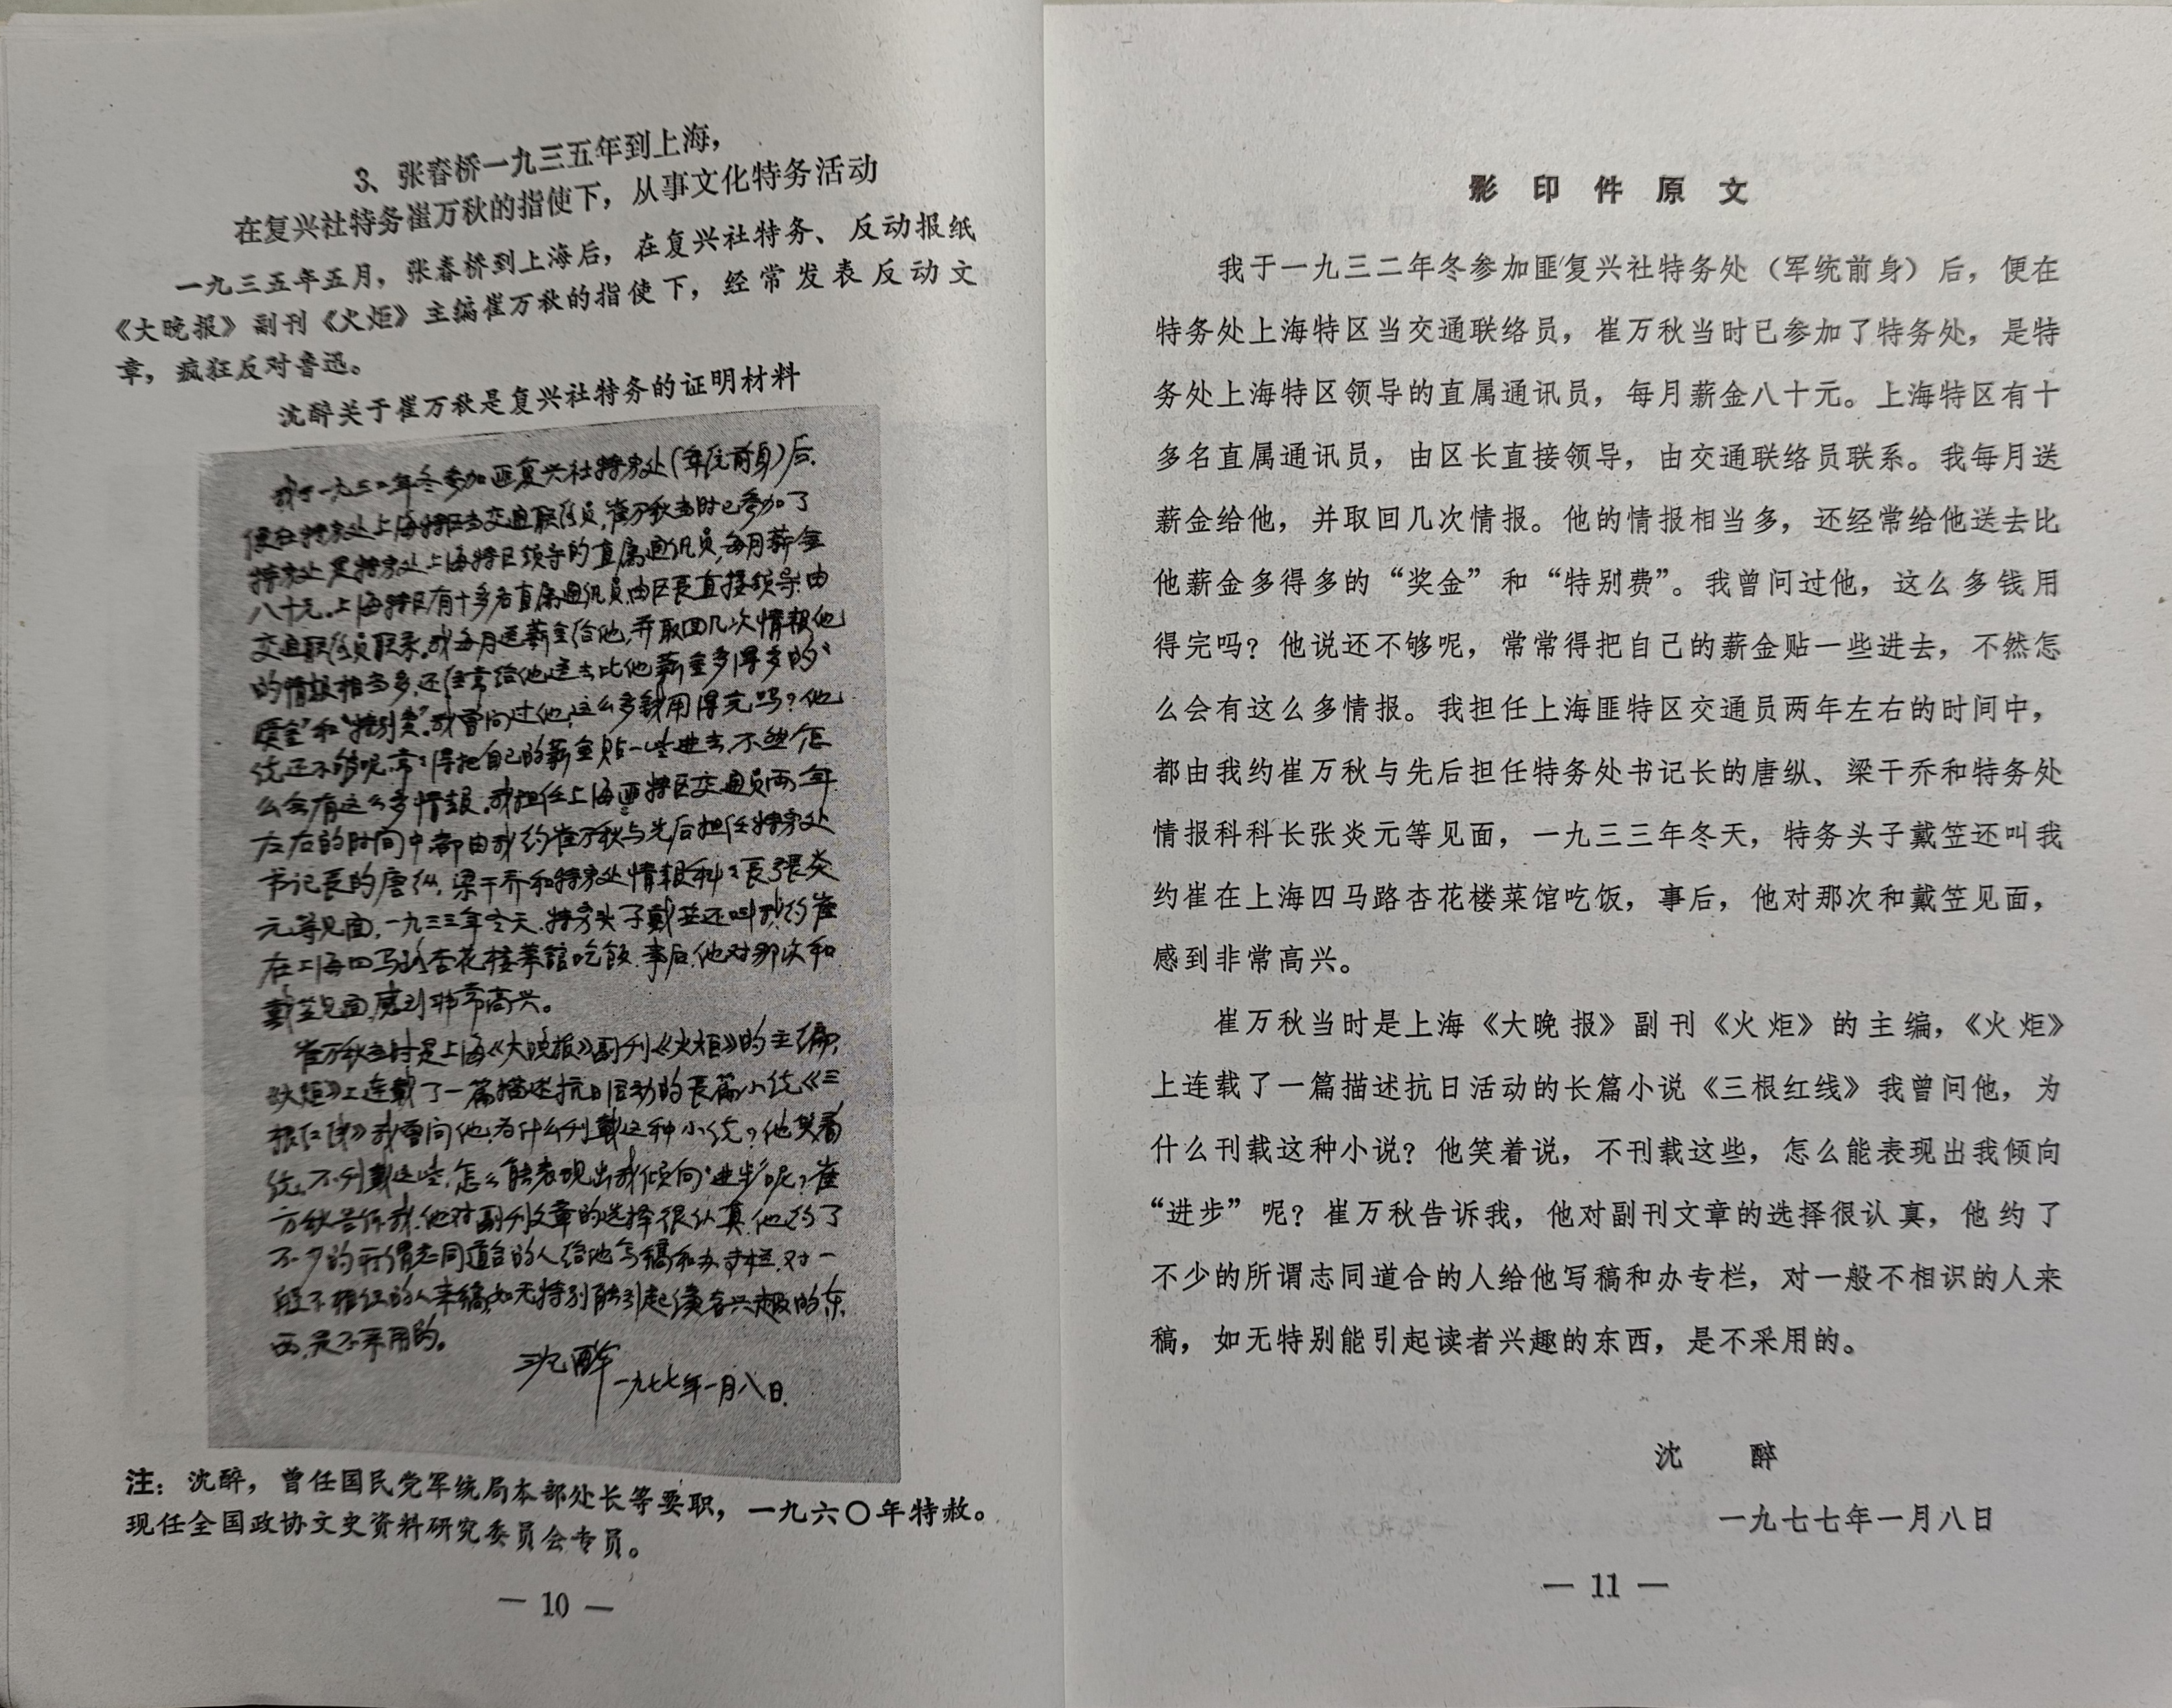 3、张春桥一九三五年到上海，
在复兴社特务崔万秋的指使下，从事文化特务活动
一九三五年五月，张春桥到上海后，在复兴社特务、反动报纸
《大晚报》副刊《火炬》主编崔万秋的指使下，经常发表反动文
章，疯狂反对鲁迅。
沈醉关于崔万秋是复兴社特务的证明材料
我于一九三二年冬参加匪复兴社特务处（军统前身）后，
便在特务处上海特区当交通联络员，崔万秋当时已参加了
特务处，是特务处上海特区领导的直属通讯员，每月薪金
八十元。上海特区有十多名直属通讯员，由区长直接领导，由
交通联络员联系。我每月送薪金给他，并取回几次情报。他
的情报相当多，还经常给他送去比他薪金多得多的“
奖金”和“特别费”。我曾问过他，这么多钱用得完吗？他
说还不够呢，常々得把自己的薪金贴一些进去，不然怎
么会有这么多情报。我担任上海匪特区交通员两年
左右的时间中，都由我约崔万秋与先后担任特务处
书记長的唐纵、梁干乔和特务处情报科々長張炎
元等见面，一九三三年冬天，特务头子戴笠还叫我约崔
在上海四马路杏花楼菜館吃饭，事后，他对那次和
戴笠见面，感到非常高兴。
崔万秋当时是上海《大晚报》副刊《火炬》的主编，
《火炬》上连载了一篇描述抗日活动的長篇小说《三
根红线》我曾问他，为什么刊载这种小说？他笑着
说，不刊载这些，怎么能表现出我倾向“进步”呢？崔
万秋告诉我，他对副刊文章的选择很认真，他约了
不少的所谓志同道合的人给他写稿和办专栏，对一
般不相识的人来稿，如无特别能引起读者兴趣的东
西，是不采用的。
沈醉
一九七七年一月八日
注：沈醉，曾任国民党军统局本部处长等要职，一九六〇年特赦。
现任全国政协文史资料研究委员会专员。
— 10 —
影印件原文
我于一九三二年冬参加匪复兴社特务处（军统前身）后，便在
特务处上海特区当交通联络员，崔万秋当时已参加了特务处，是特
务处上海特区领导的直属通讯员，每月薪金八十元。上海特区有十
多名直属通讯员，由区长直接领导，由交通联络员联系。我每月送
薪金给他，并取回几次情报。他的情报相当多，还经常给他送去比
他薪金多得多的“奖金”和“特别费”。我曾问过他，这么多钱用
得完吗？他说还不够呢，常常得把自己的薪金贴一些进去，不然怎
么会有这么多情报。我担任上海匪特区交通员两年左右的时间中，
都由我约崔万秋与先后担任特务处书记长的唐纵、梁干乔和特务处
情报科科长张炎元等见面，一九三三年冬天，特务头子戴笠还叫我
约崔在上海四马路杏花楼菜馆吃饭，事后，他对那次和戴笠见面，
感到非常高兴。
崔万秋当时是上海《大晚报》副刊《火炬》的主编，《火炬》
上连载了一篇描述抗日活动的长篇小说《三根红线》我曾问他，为
什么刊载这种小说？他笑着说，不刊载这些，怎么能表现出我倾向
“进步”呢？崔万秋告诉我，他对副刊文章的选择很认真，他约了
不少的所谓志同道合的人给他写稿和办专栏，对一般不相识的人来
稿，如无特别能引起读者兴趣的东西，是不采用的。
沈　醉
一九七七年一月八日
— 11 —